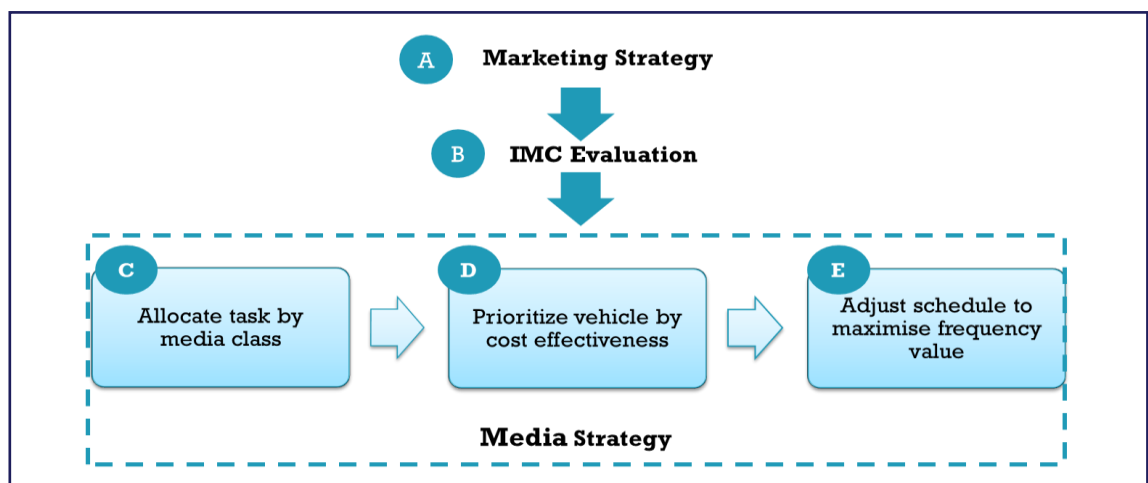 A Marketing Strategy
B IMC Evaluation
C
Allocate task by
media class
D
Prioritize vehicle by
cost effectiveness
E
Adjust schedule to
maximise frequency
value
Media Strategy